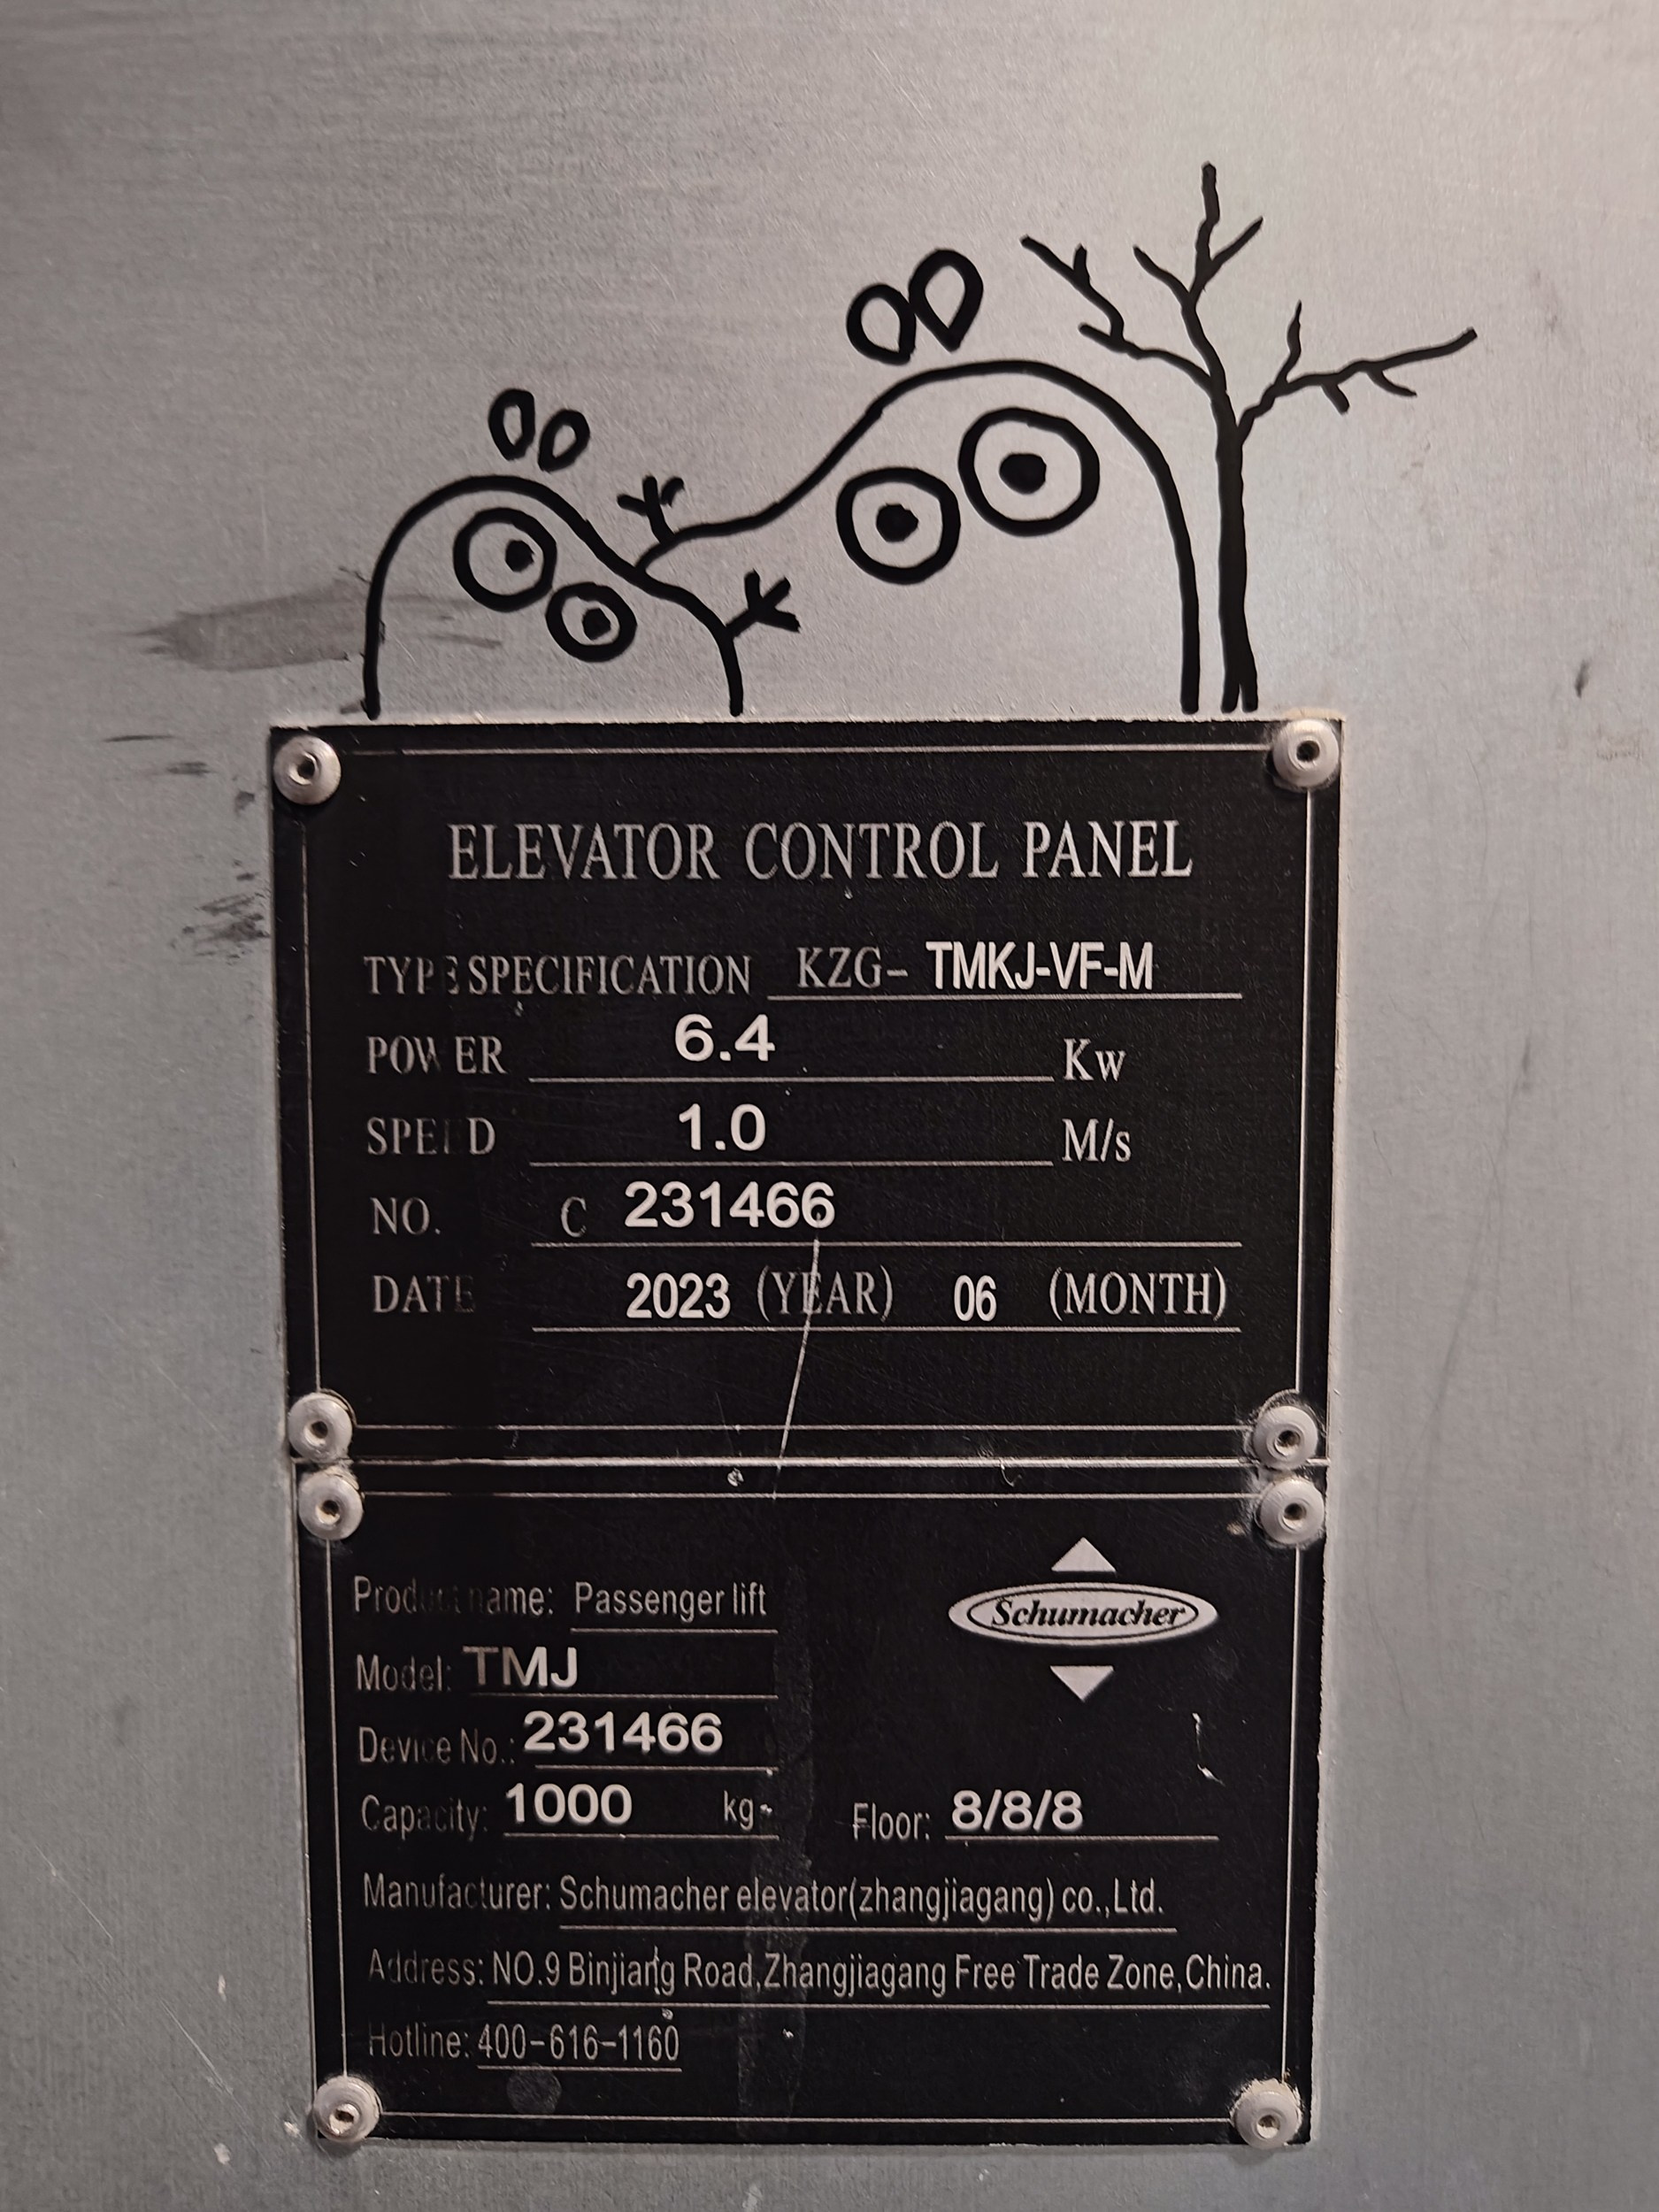 ELEVATOR CONTROL PANEL
TYPE SPECIFICATION KZG- TMKJ-VF-M
POWER 6.4 Kw
SPEED 1.0 M/s
NO. C 231466
DATE 2023 (YEAR) 06 (MONTH)
Schumacher
Product name: Passenger lift
Model: TMJ
Device No.: 231466
Capacity: 1000 kg Floor: 8/8/8
Manufacturer: Schumacher elevator(zhangjiagang) co.,Ltd.
Address: NO.9 Binjiang Road,Zhangjiagang Free Trade Zone,China.
Hotline: 400-616-1160